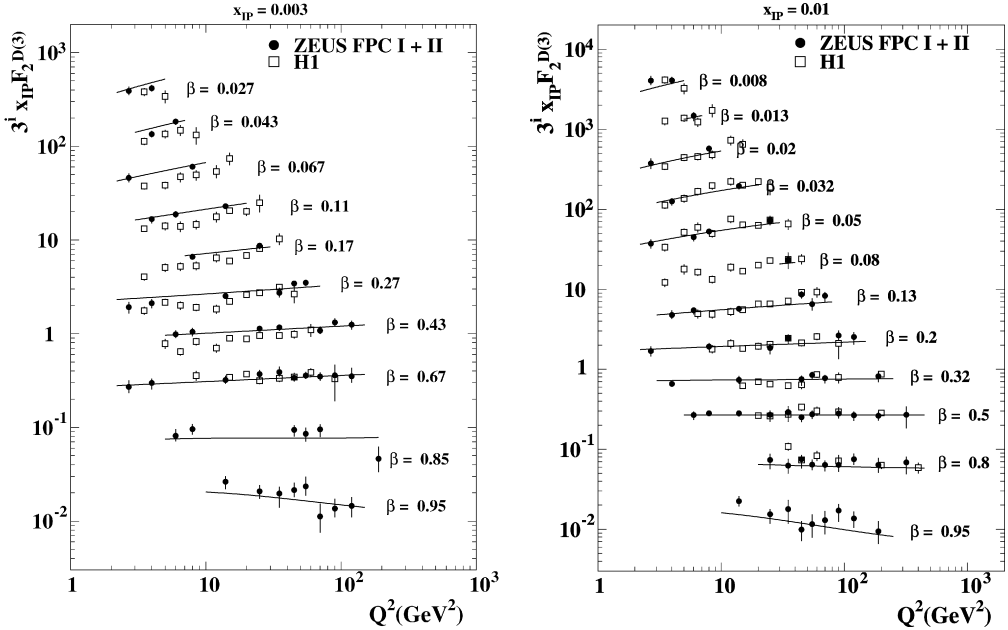 x_IP = 0.003
3^i x_IP F_2^D(3)
10^3
10^2
10
1
10^-1
10^-2
● ZEUS FPC I + II
□ H1
β = 0.027
β = 0.043
β = 0.067
β = 0.11
β = 0.17
β = 0.27
β = 0.43
β = 0.67
β = 0.85
β = 0.95
1 10 10^2 10^3
Q^2(GeV^2)
x_IP = 0.01
3^i x_IP F_2^D(3)
10^4
10^3
10^2
10
1
10^-1
10^-2
● ZEUS FPC I + II
□ H1
β = 0.008
β = 0.013
β = 0.02
β = 0.032
β = 0.05
β = 0.08
β = 0.13
β = 0.2
β = 0.32
β = 0.5
β = 0.8
β = 0.95
1 10 10^2 10^3
Q^2(GeV^2)